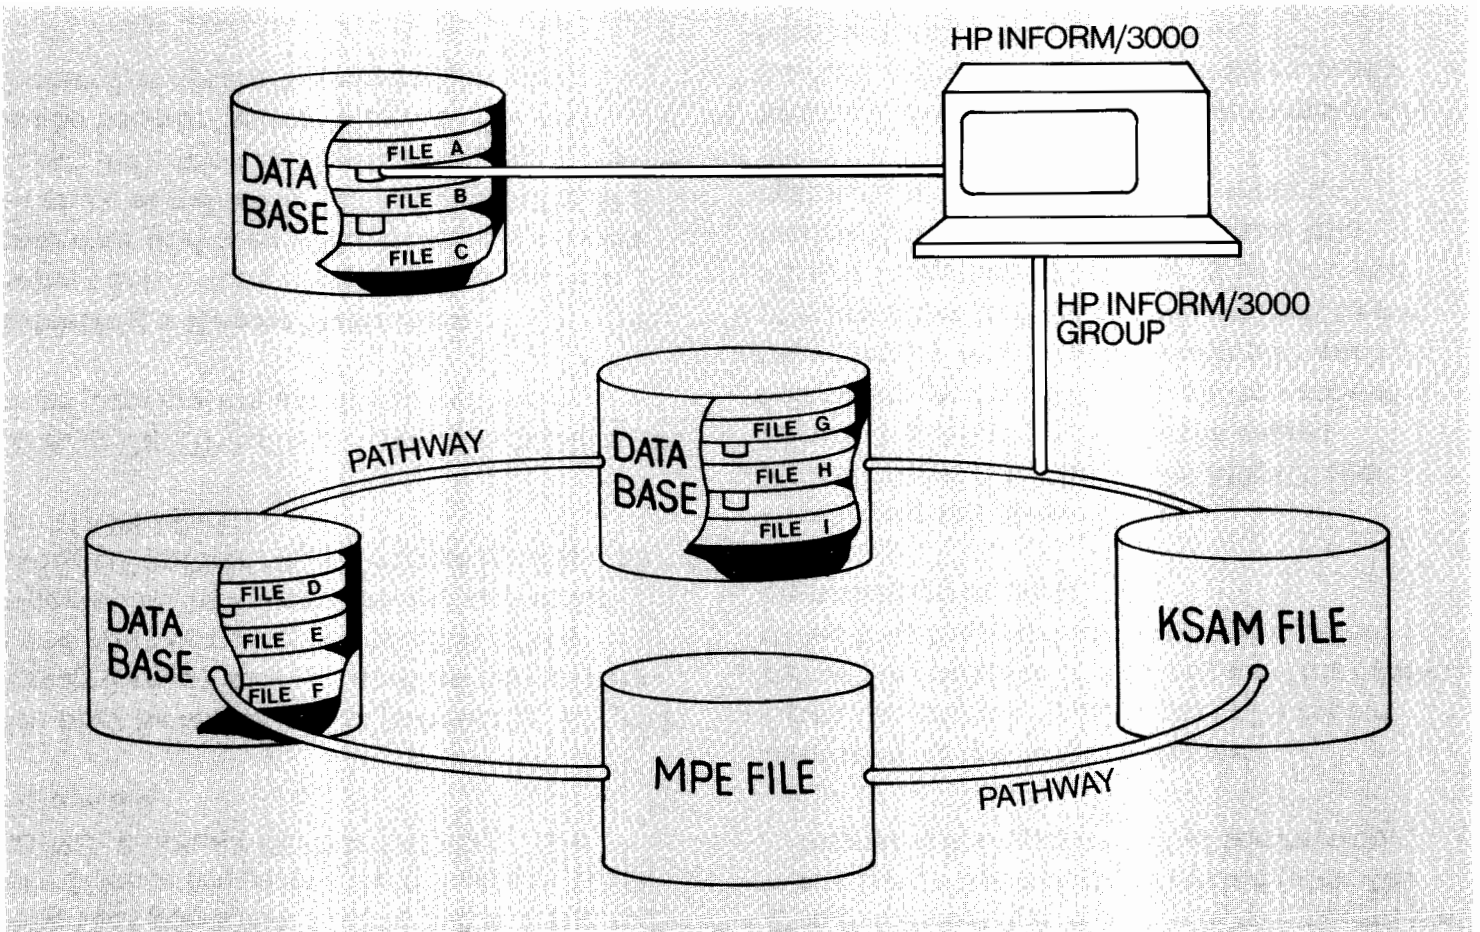 HP INFORM/3000
DATA
BASE
FILE A
FILE B
FILE C
HP INFORM/3000
GROUP
PATHWAY
DATA
BASE
FILE G
FILE H
FILE I
DATA
BASE
FILE D
FILE E
FILE F
KSAM FILE
MPE FILE
PATHWAY